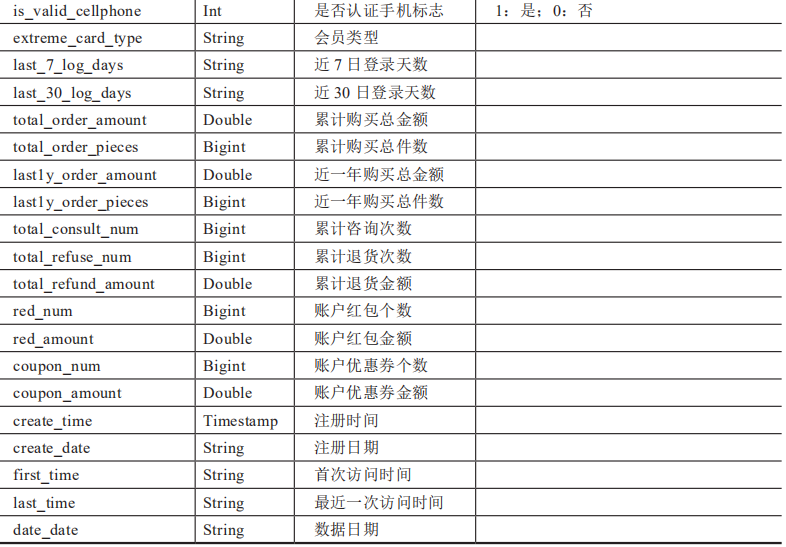 is_valid_cellphone Int 是否认证手机标志 1：是；0：否
extreme_card_type String 会员类型
last_7_log_days String 近 7 日登录天数
last_30_log_days String 近 30 日登录天数
total_order_amount Double 累计购买总金额
total_order_pieces Bigint 累计购买总件数
last1y_order_amount Double 近一年购买总金额
last1y_order_pieces Bigint 近一年购买总件数
total_consult_num Bigint 累计咨询次数
total_refuse_num Bigint 累计退货次数
total_refund_amount Double 累计退货金额
red_num Bigint 账户红包个数
red_amount Double 账户红包金额
coupon_num Bigint 账户优惠券个数
coupon_amount Double 账户优惠券金额
create_time Timestamp 注册时间
create_date String 注册日期
first_time String 首次访问时间
last_time String 最近一次访问时间
date_date String 数据日期